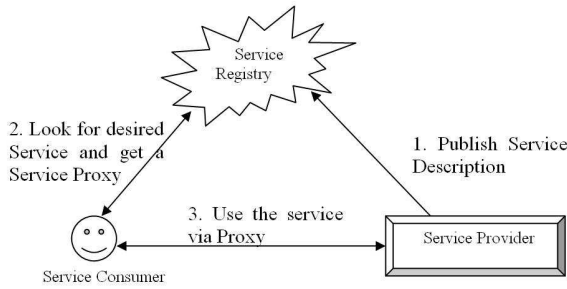 Service
Registry
2. Look for desired
Service and get a
Service Proxy
1. Publish Service
Description
3. Use the service
via Proxy
Service Provider
Service Consumer